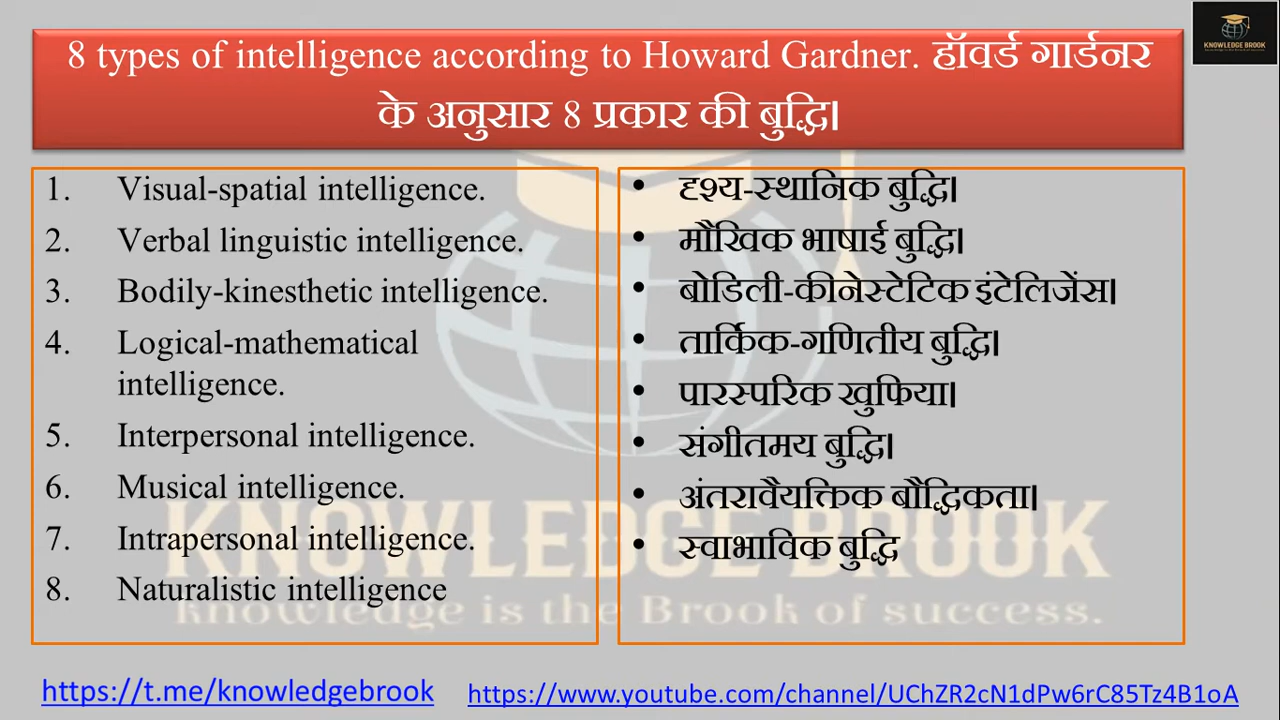 KNOWLEDGE BROOK
8 types of intelligence according to Howard Gardner. हॉवर्ड गार्डनर
के अनुसार 8 प्रकार की बुद्धि।
1. Visual-spatial intelligence.
2. Verbal linguistic intelligence.
3. Bodily-kinesthetic intelligence.
4. Logical-mathematical
intelligence.
5. Interpersonal intelligence.
6. Musical intelligence.
7. Intrapersonal intelligence.
8. Naturalistic intelligence
• दृश्य-स्थानिक बुद्धि।
• मौखिक भाषाई बुद्धि।
• बोडिली-कीनेस्टेटिक इंटेलिजेंस।
• तार्किक-गणितीय बुद्धि।
• पारस्परिक खुफिया।
• संगीतमय बुद्धि।
• अंतरावैयक्तिक बौद्धिकता।
• स्वाभाविक बुद्धि
KNOWLEDGE BROOK
knowledge is the Brook of success.
https://t.me/knowledgebrook
https://www.youtube.com/channel/UChZR2cN1dPw6rC85Tz4B1oA